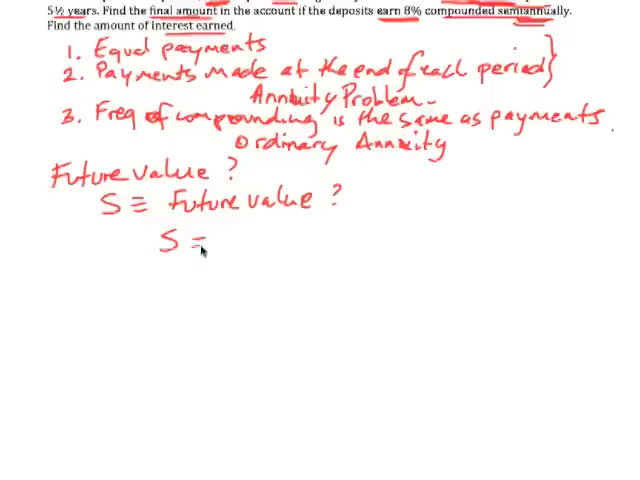 5½ years. Find the final amount in the account if the deposits earn 8% compounded semiannually.
Find the amount of interest earned.
1. Equal payments
2. Payments Made at the end of each period
Annuity Problem.
3. Freq of compounding is the same as payments.
Ordinary Annuity
Future value ?
S ≡ Future value ?
S =